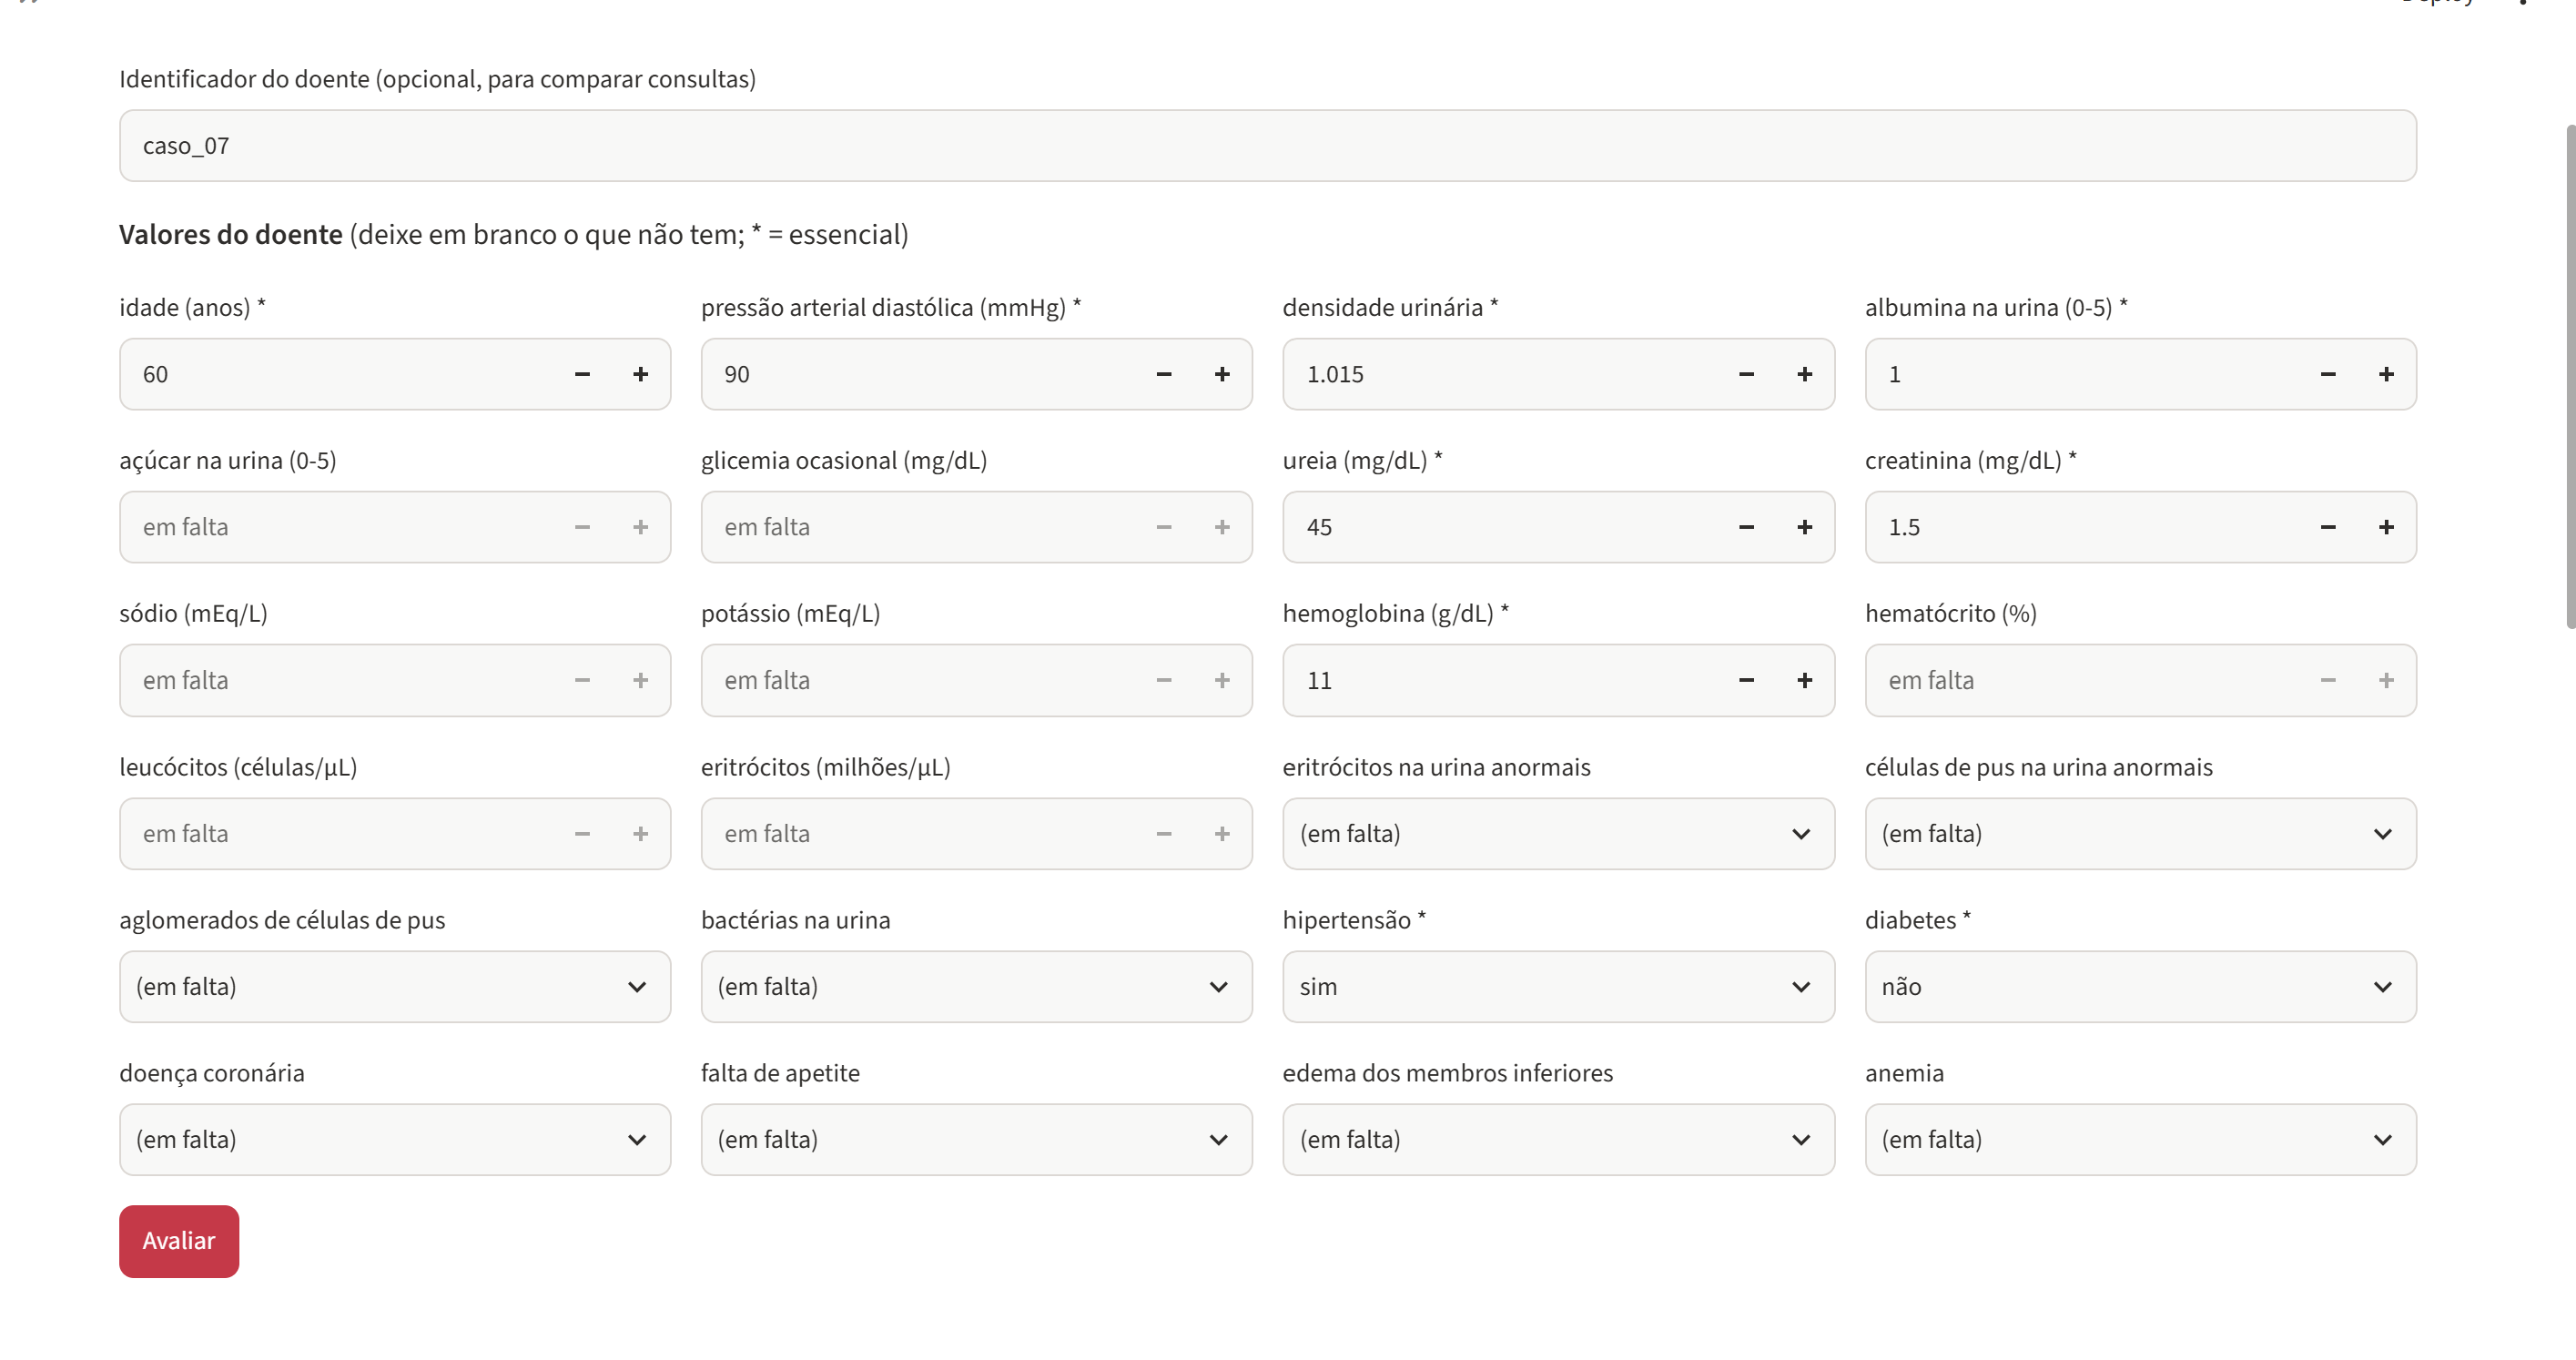 Identificador do doente (opcional, para comparar consultas)
caso_07
Valores do doente (deixe em branco o que não tem; * = essencial)
idade (anos) * pressão arterial diastólica (mmHg) * densidade urinária * albumina na urina (0-5) *
60 90 1.015 1
açúcar na urina (0-5) glicemia ocasional (mg/dL) ureia (mg/dL) * creatinina (mg/dL) *
em falta em falta 45 1.5
sódio (mEq/L) potássio (mEq/L) hemoglobina (g/dL) * hematócrito (%)
em falta em falta 11 em falta
leucócitos (células/µL) eritrócitos (milhões/µL) eritrócitos na urina anormais células de pus na urina anormais
em falta em falta (em falta) (em falta)
aglomerados de células de pus bactérias na urina hipertensão * diabetes *
(em falta) (em falta) sim não
doença coronária falta de apetite edema dos membros inferiores anemia
(em falta) (em falta) (em falta) (em falta)
Avaliar